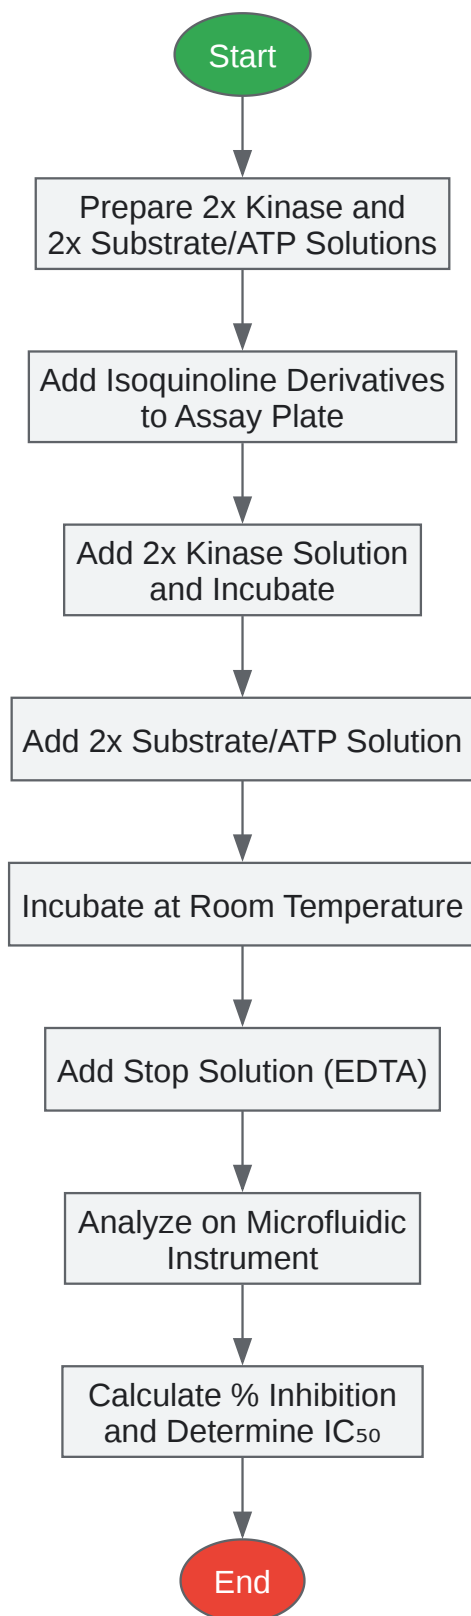 Start
Prepare 2x Kinase and
2x Substrate/ATP Solutions
Add Isoquinoline Derivatives
to Assay Plate
Add 2x Kinase Solution
and Incubate
Add 2x Substrate/ATP Solution
Incubate at Room Temperature
Add Stop Solution (EDTA)
Analyze on Microfluidic
Instrument
Calculate % Inhibition
and Determine IC₅₀
End